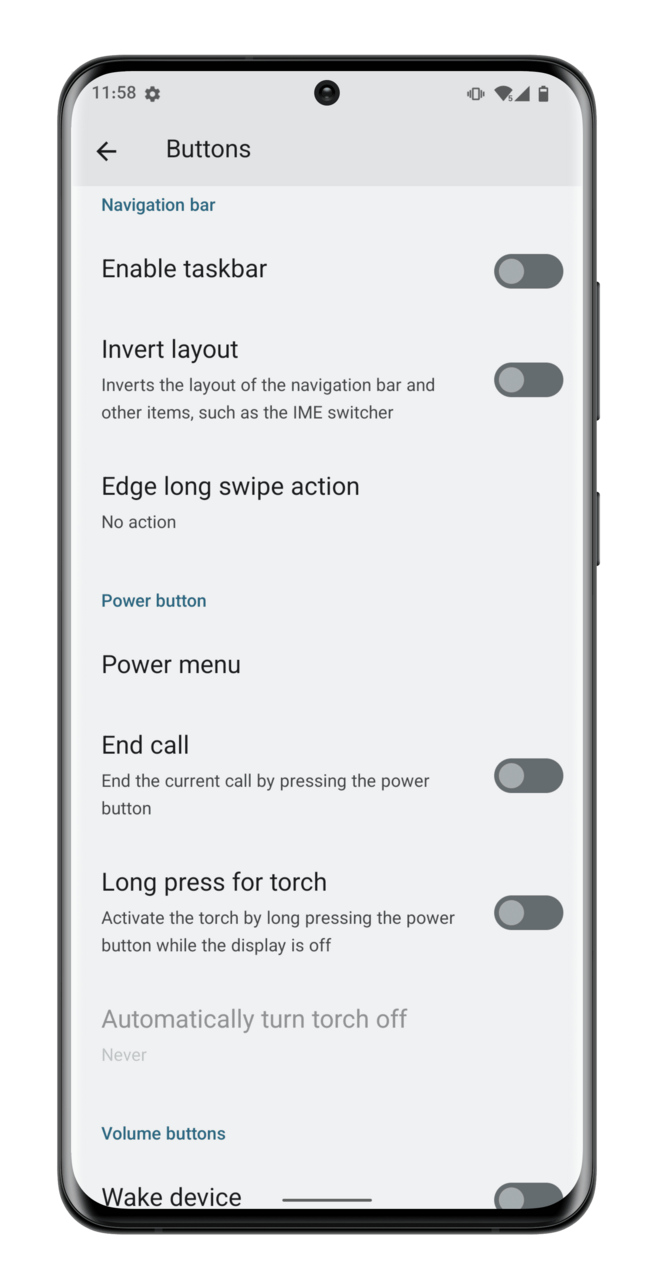 11:58
Buttons
Navigation bar
Enable taskbar
Invert layout
Inverts the layout of the navigation bar and
other items, such as the IME switcher
Edge long swipe action
No action
Power button
Power menu
End call
End the current call by pressing the power
button
Long press for torch
Activate the torch by long pressing the power
button while the display is off
Automatically turn torch off
Never
Volume buttons
Wake device